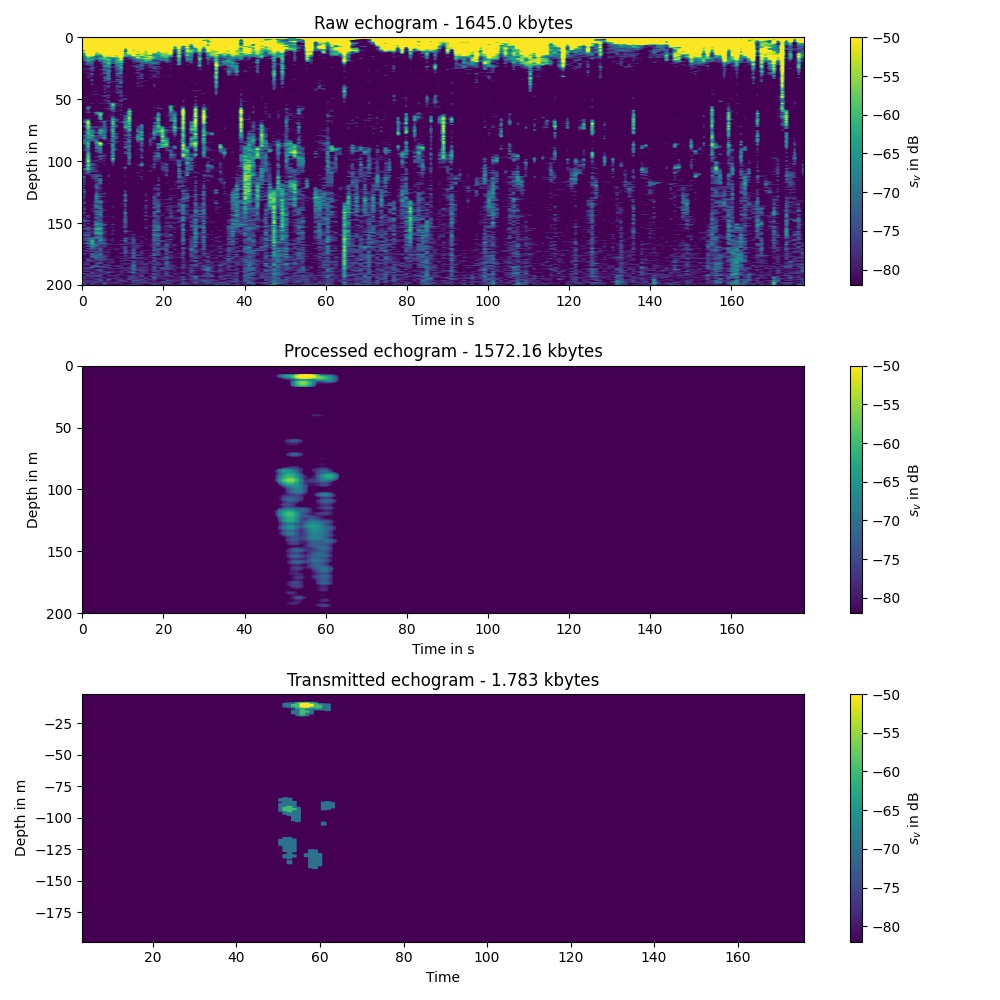 Raw echogram - 1645.0 kbytes
0
50
100
150
200
Depth in m
0 20 40 60 80 100 120 140 160
Time in s
−50
−55
−60
−65
−70
−75
−80
sᵥ in dB
Processed echogram - 1572.16 kbytes
0
50
100
150
200
Depth in m
0 20 40 60 80 100 120 140 160
Time in s
−50
−55
−60
−65
−70
−75
−80
sᵥ in dB
Transmitted echogram - 1.783 kbytes
−25
−50
−75
−100
−125
−150
−175
Depth in m
20 40 60 80 100 120 140 160
Time
−50
−55
−60
−65
−70
−75
−80
sᵥ in dB